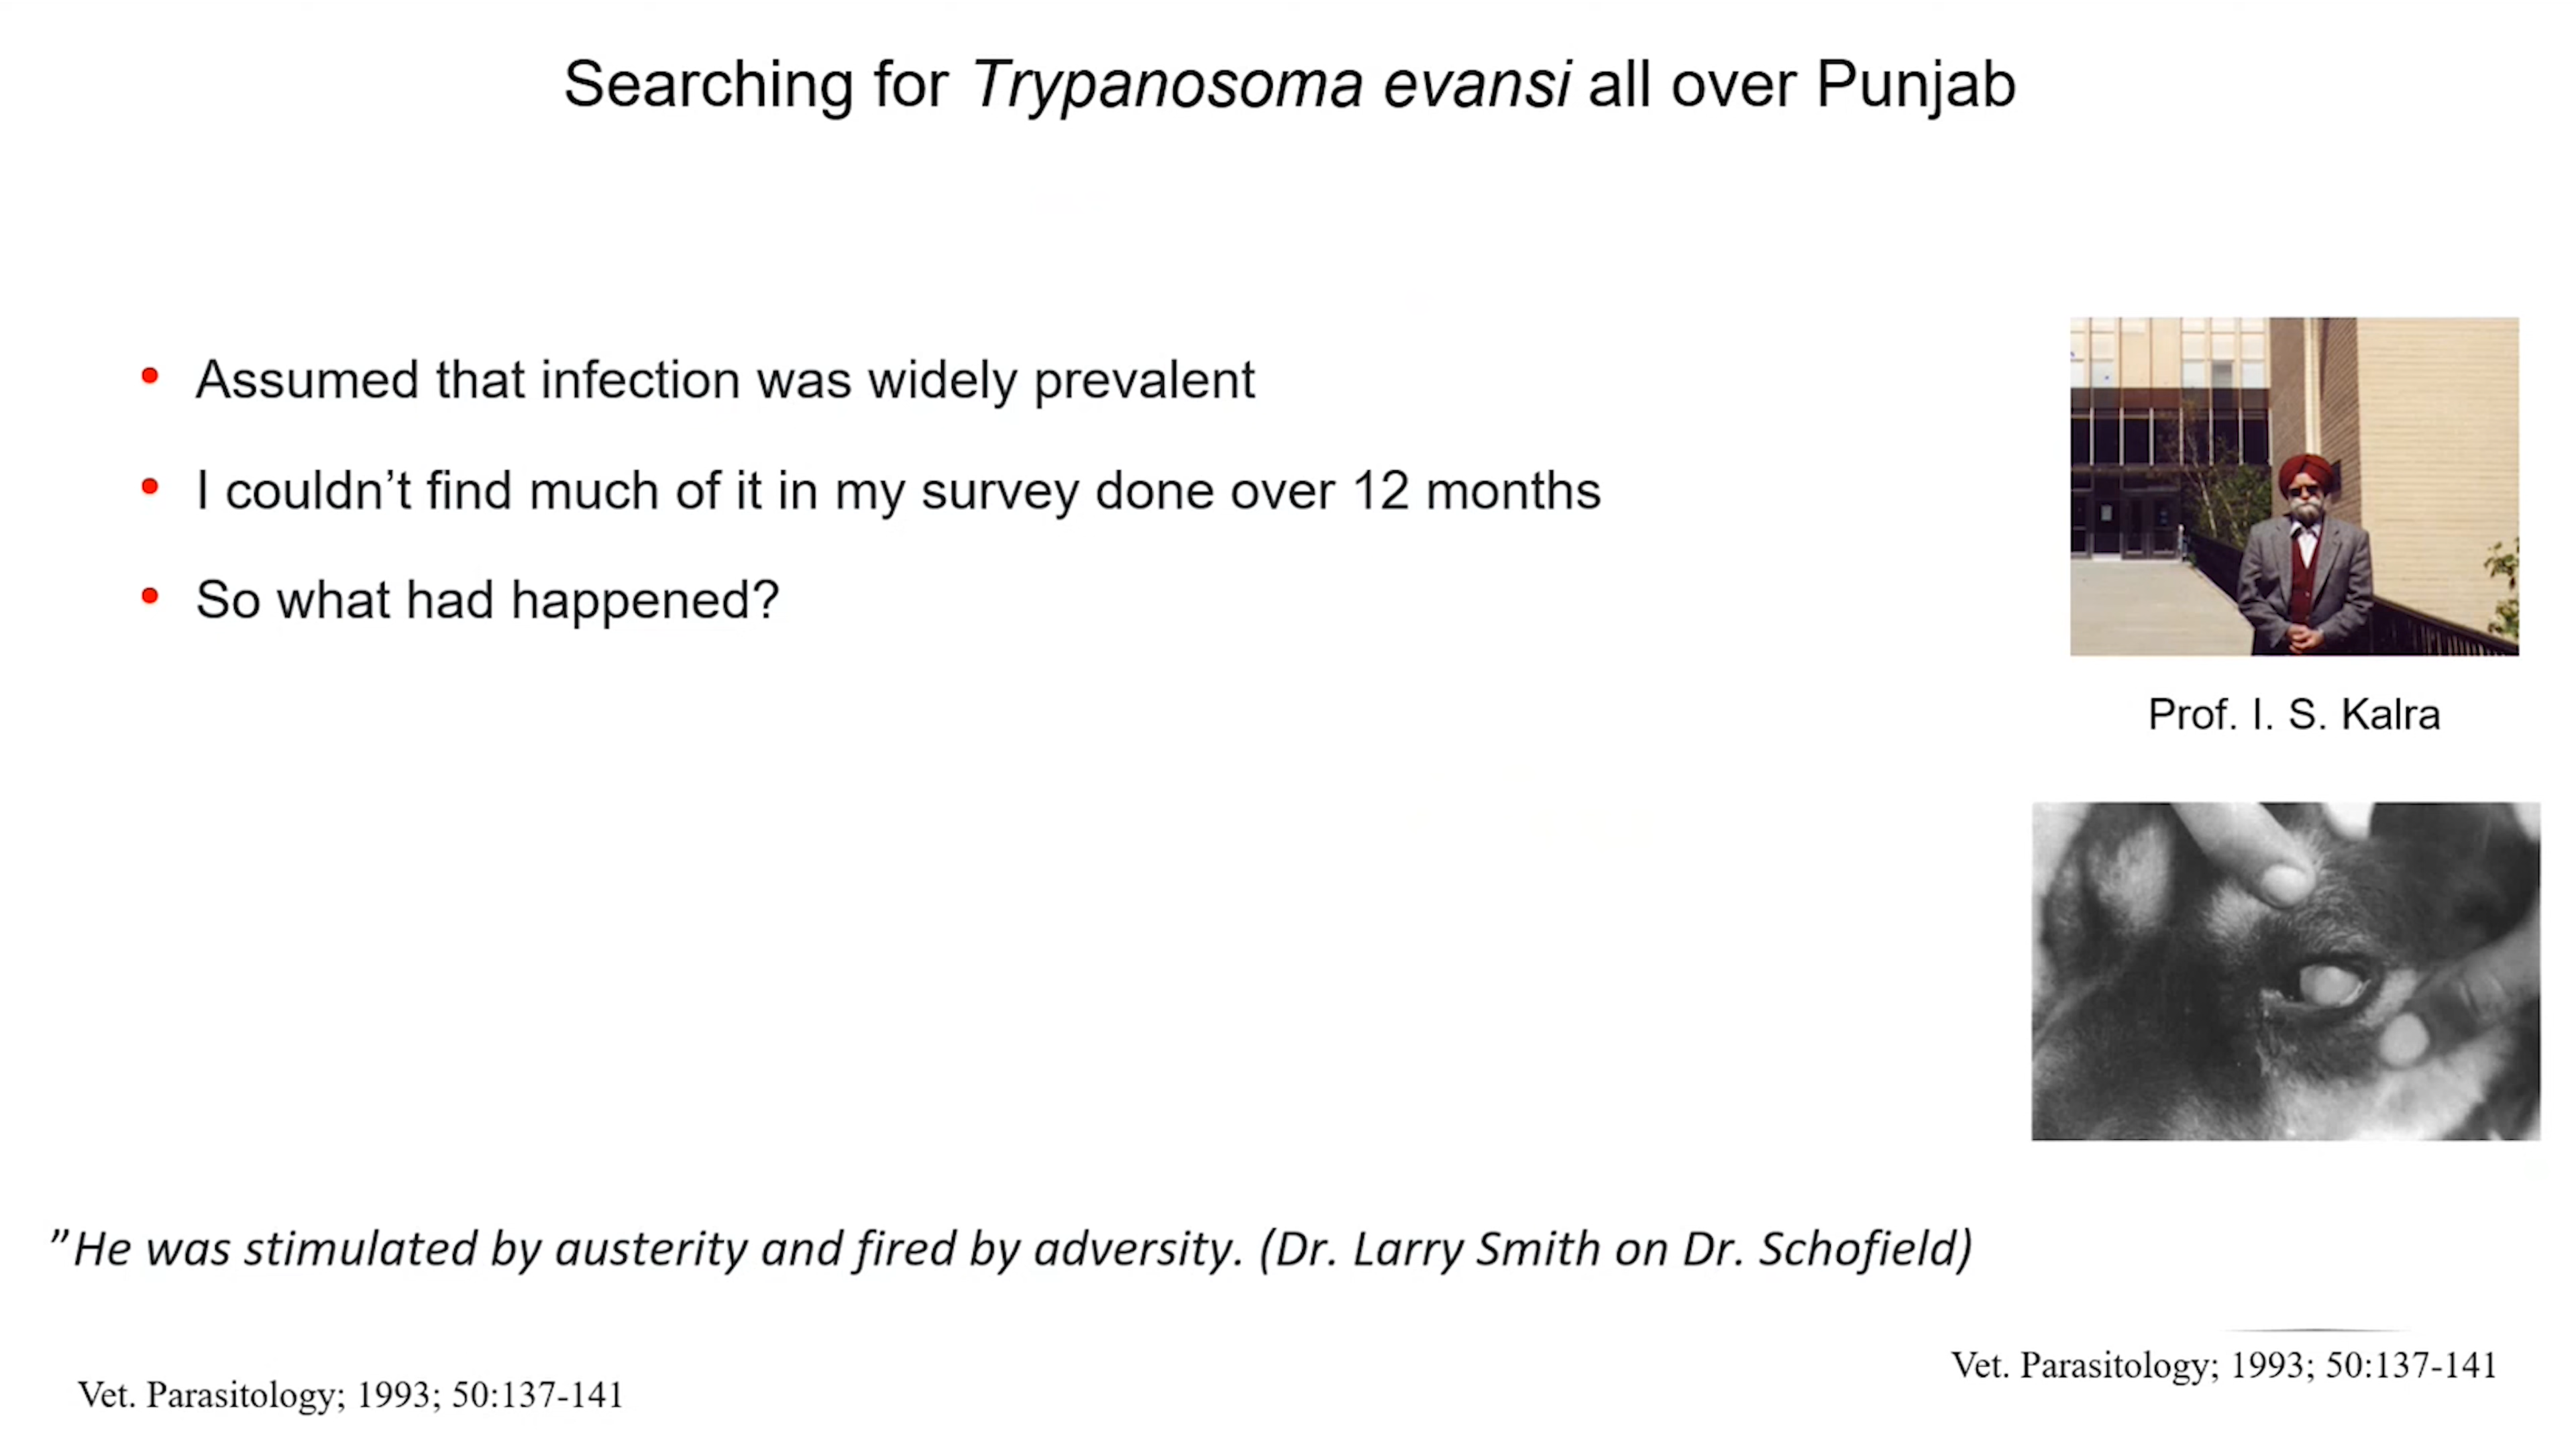 Searching for Trypanosoma evansi all over Punjab
• Assumed that infection was widely prevalent
• I couldn’t find much of it in my survey done over 12 months
• So what had happened?
Prof. I. S. Kalra
”He was stimulated by austerity and fired by adversity. (Dr. Larry Smith on Dr. Schofield)
Vet. Parasitology; 1993; 50:137-141
Vet. Parasitology; 1993; 50:137-141